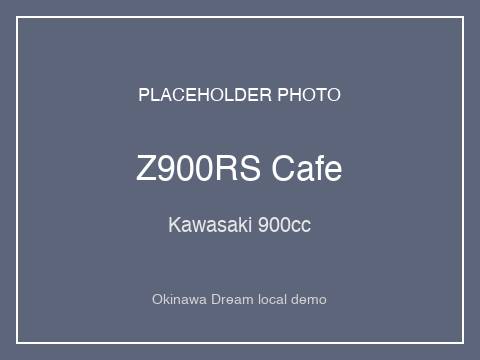 PLACEHOLDER PHOTO
Z900RS Cafe
Kawasaki 900cc
Okinawa Dream local demo